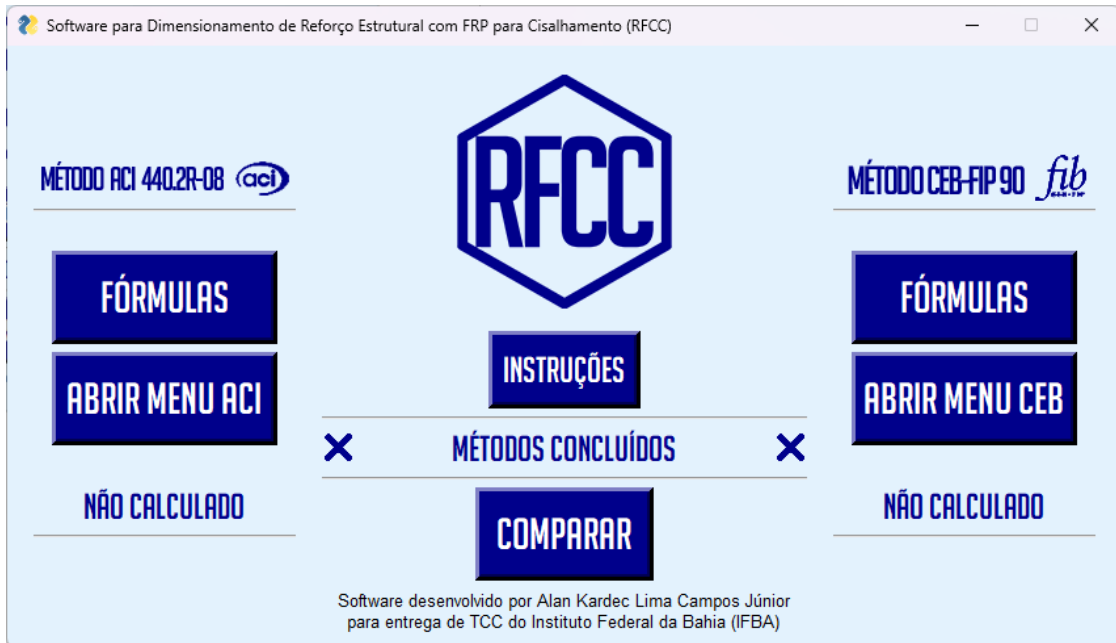 Software para Dimensionamento de Reforço Estrutural com FRP para Cisalhamento (RFCC)
MÉTODO ACI 440.2R-08 aci
FÓRMULAS
ABRIR MENU ACI
NÃO CALCULADO
RFCC
INSTRUÇÕES
MÉTODOS CONCLUÍDOS
COMPARAR
Software desenvolvido por Alan Kardec Lima Campos Júnior
para entrega de TCC do Instituto Federal da Bahia (IFBA)
MÉTODO CEB-FIP 90 fib
CEB-FIP
FÓRMULAS
ABRIR MENU CEB
NÃO CALCULADO